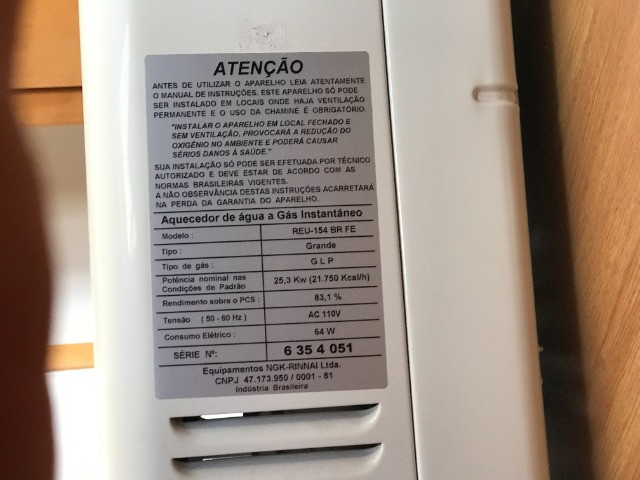 ATENÇÃO
ANTES DE UTILIZAR O APARELHO LEIA ATENTAMENTE
O MANUAL DE INSTRUÇÕES. ESTE APARELHO SÓ PODE
SER INSTALADO EM LOCAIS ONDE HAJA VENTILAÇÃO
PERMANENTE E O USO DA CHAMINÉ É OBRIGATÓRIO.
"INSTALAR O APARELHO EM LOCAL FECHADO E
SEM VENTILAÇÃO, PROVOCARÁ A REDUÇÃO DO
OXIGÊNIO NO AMBIENTE E PODERÁ CAUSAR
SÉRIOS DANOS À SAÚDE."
SUA INSTALAÇÃO SÓ PODE SER EFETUADA POR TÉCNICO
AUTORIZADO E DEVE ESTAR DE ACORDO COM AS
NORMAS BRASILEIRAS VIGENTES.
A NÃO OBSERVÂNCIA DESTAS INSTRUÇÕES ACARRETARÁ
NA PERDA DA GARANTIA DO APARELHO.
Aquecedor de água a Gás Instantâneo
Modelo : REU-154 BR FE
Tipo : Grande
Tipo de gás : G L P
Potência nominal nas
Condições de Padrão 25,3 Kw (21.750 Kcal/h)
Rendimento sobre o PCS : 83,1 %
Tensão ( 50 - 60 Hz ) AC 110V
Consumo Elétrico : 64 W
SÉRIE Nº: 6 35 4 051
Equipamentos NGK-RINNAI Ltda.
CNPJ 47.173.950 / 0001 - 81
Indústria Brasileira